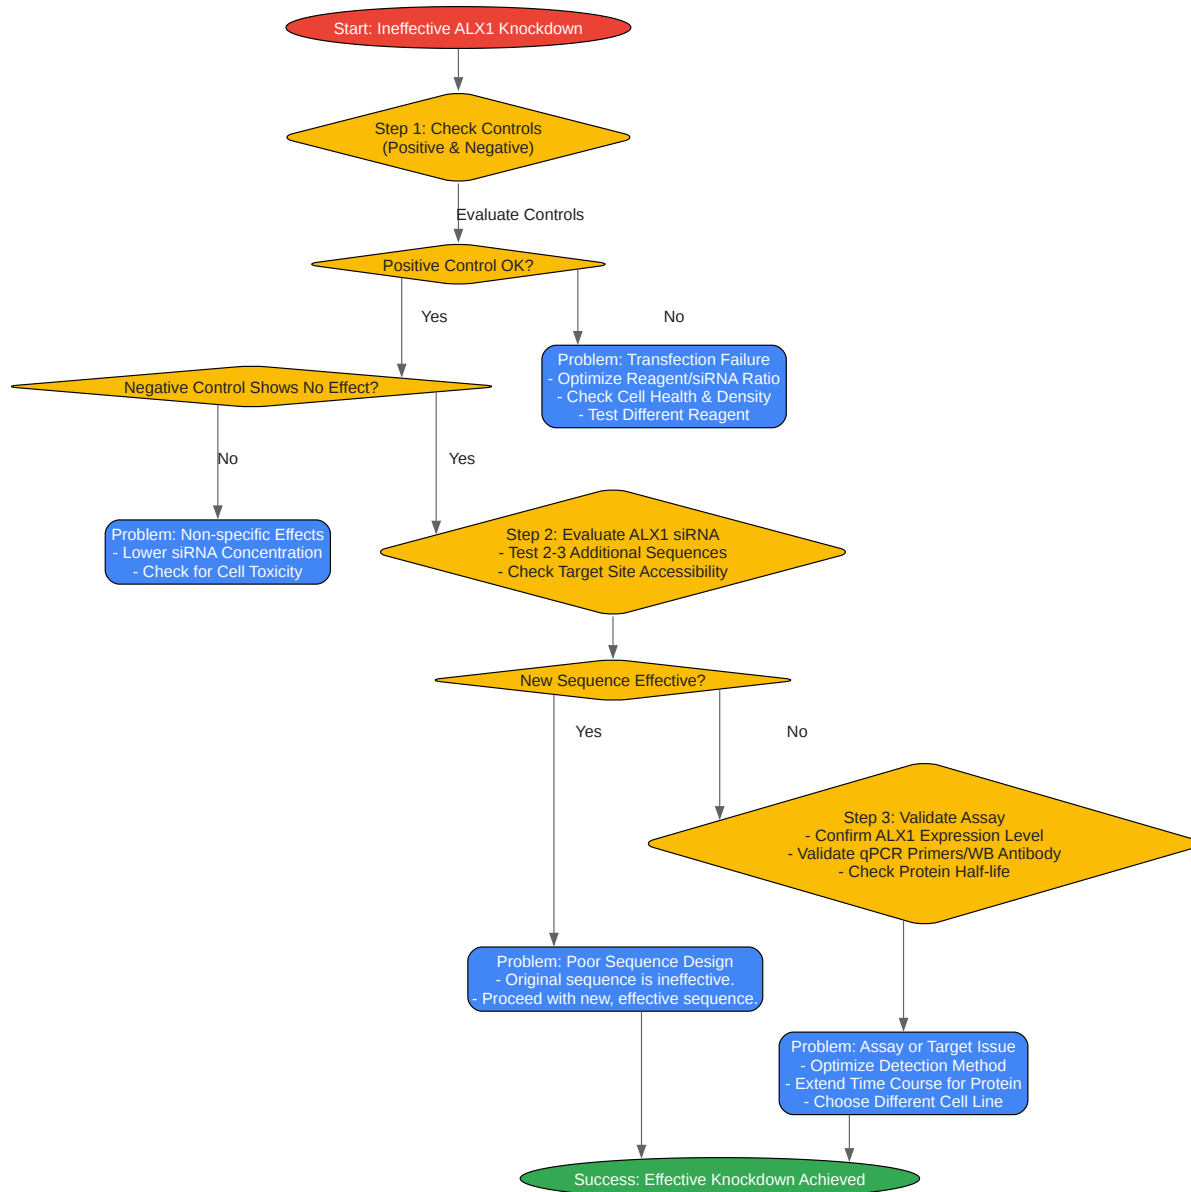 Start: Ineffective ALX1 Knockdown
Step 1: Check Controls
(Positive & Negative)
Evaluate Controls
Positive Control OK?
Yes
No
Problem: Transfection Failure
- Optimize Reagent/siRNA Ratio
- Check Cell Health & Density
- Test Different Reagent
Negative Control Shows No Effect?
No
Yes
Problem: Non-specific Effects
- Lower siRNA Concentration
- Check for Cell Toxicity
Step 2: Evaluate ALX1 siRNA
- Test 2-3 Additional Sequences
- Check Target Site Accessibility
New Sequence Effective?
Yes
No
Step 3: Validate Assay
- Confirm ALX1 Expression Level
- Validate qPCR Primers/WB Antibody
- Check Protein Half-life
Problem: Poor Sequence Design
- Original sequence is ineffective.
- Proceed with new, effective sequence.
Problem: Assay or Target Issue
- Optimize Detection Method
- Extend Time Course for Protein
- Choose Different Cell Line
Success: Effective Knockdown Achieved